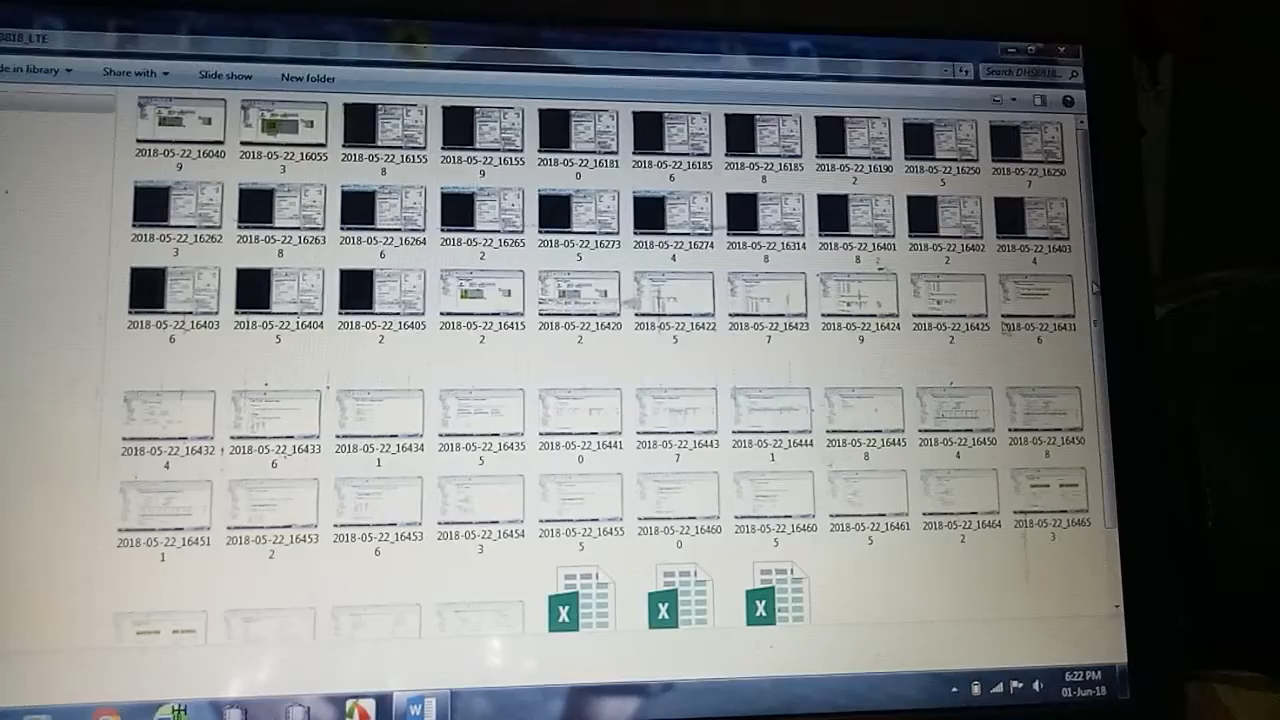 8818_LTE
de in library Share with Slide show New folder Search DHS8818...
2018-05-22_16040 2018-05-22_16055 2018-05-22_16155 2018-05-22_16155 2018-05-22_16181 2018-05-22_16185 2018-05-22_16185 2018-05-22_16190 2018-05-22_16250 2018-05-22_16250
9 3 8 9 0 6 8 2 5 7
2018-05-22_16262 2018-05-22_16263 2018-05-22_16264 2018-05-22_16265 2018-05-22_16273 2018-05-22_16274 2018-05-22_16314 2018-05-22_16401 2018-05-22_16402 2018-05-22_16403
3 8 6 2 5 4 8 8 2 4
2018-05-22_16403 2018-05-22_16404 2018-05-22_16405 2018-05-22_16415 2018-05-22_16420 2018-05-22_16422 2018-05-22_16423 2018-05-22_16424 2018-05-22_16425 2018-05-22_16431
6 5 2 2 2 5 7 9 2 6
2018-05-22_16432 2018-05-22_16433 2018-05-22_16434 2018-05-22_16435 2018-05-22_16441 2018-05-22_16443 2018-05-22_16444 2018-05-22_16445 2018-05-22_16450 2018-05-22_16450
4 6 1 5 0 7 1 8 4 8
2018-05-22_16451 2018-05-22_16453 2018-05-22_16453 2018-05-22_16454 2018-05-22_16455 2018-05-22_16460 2018-05-22_16460 2018-05-22_16461 2018-05-22_16464 2018-05-22_16465
1 2 6 3 5 0 5 5 2 3
X X X
6:22 PM
W 01-Jun-18